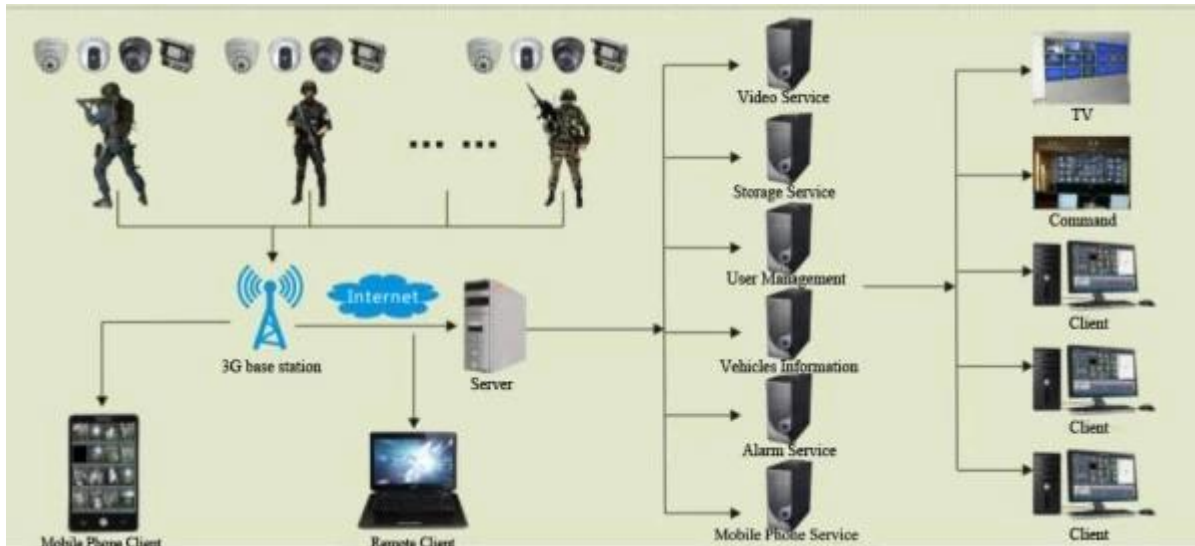 Video Service
TV
Storage Service
Command
Internet
User Management
3G base station
Server
Vehicles Information
Client
Alarm Service
Client
Mobile Phone Client
Remote Client
Mobile Phone Service
Client